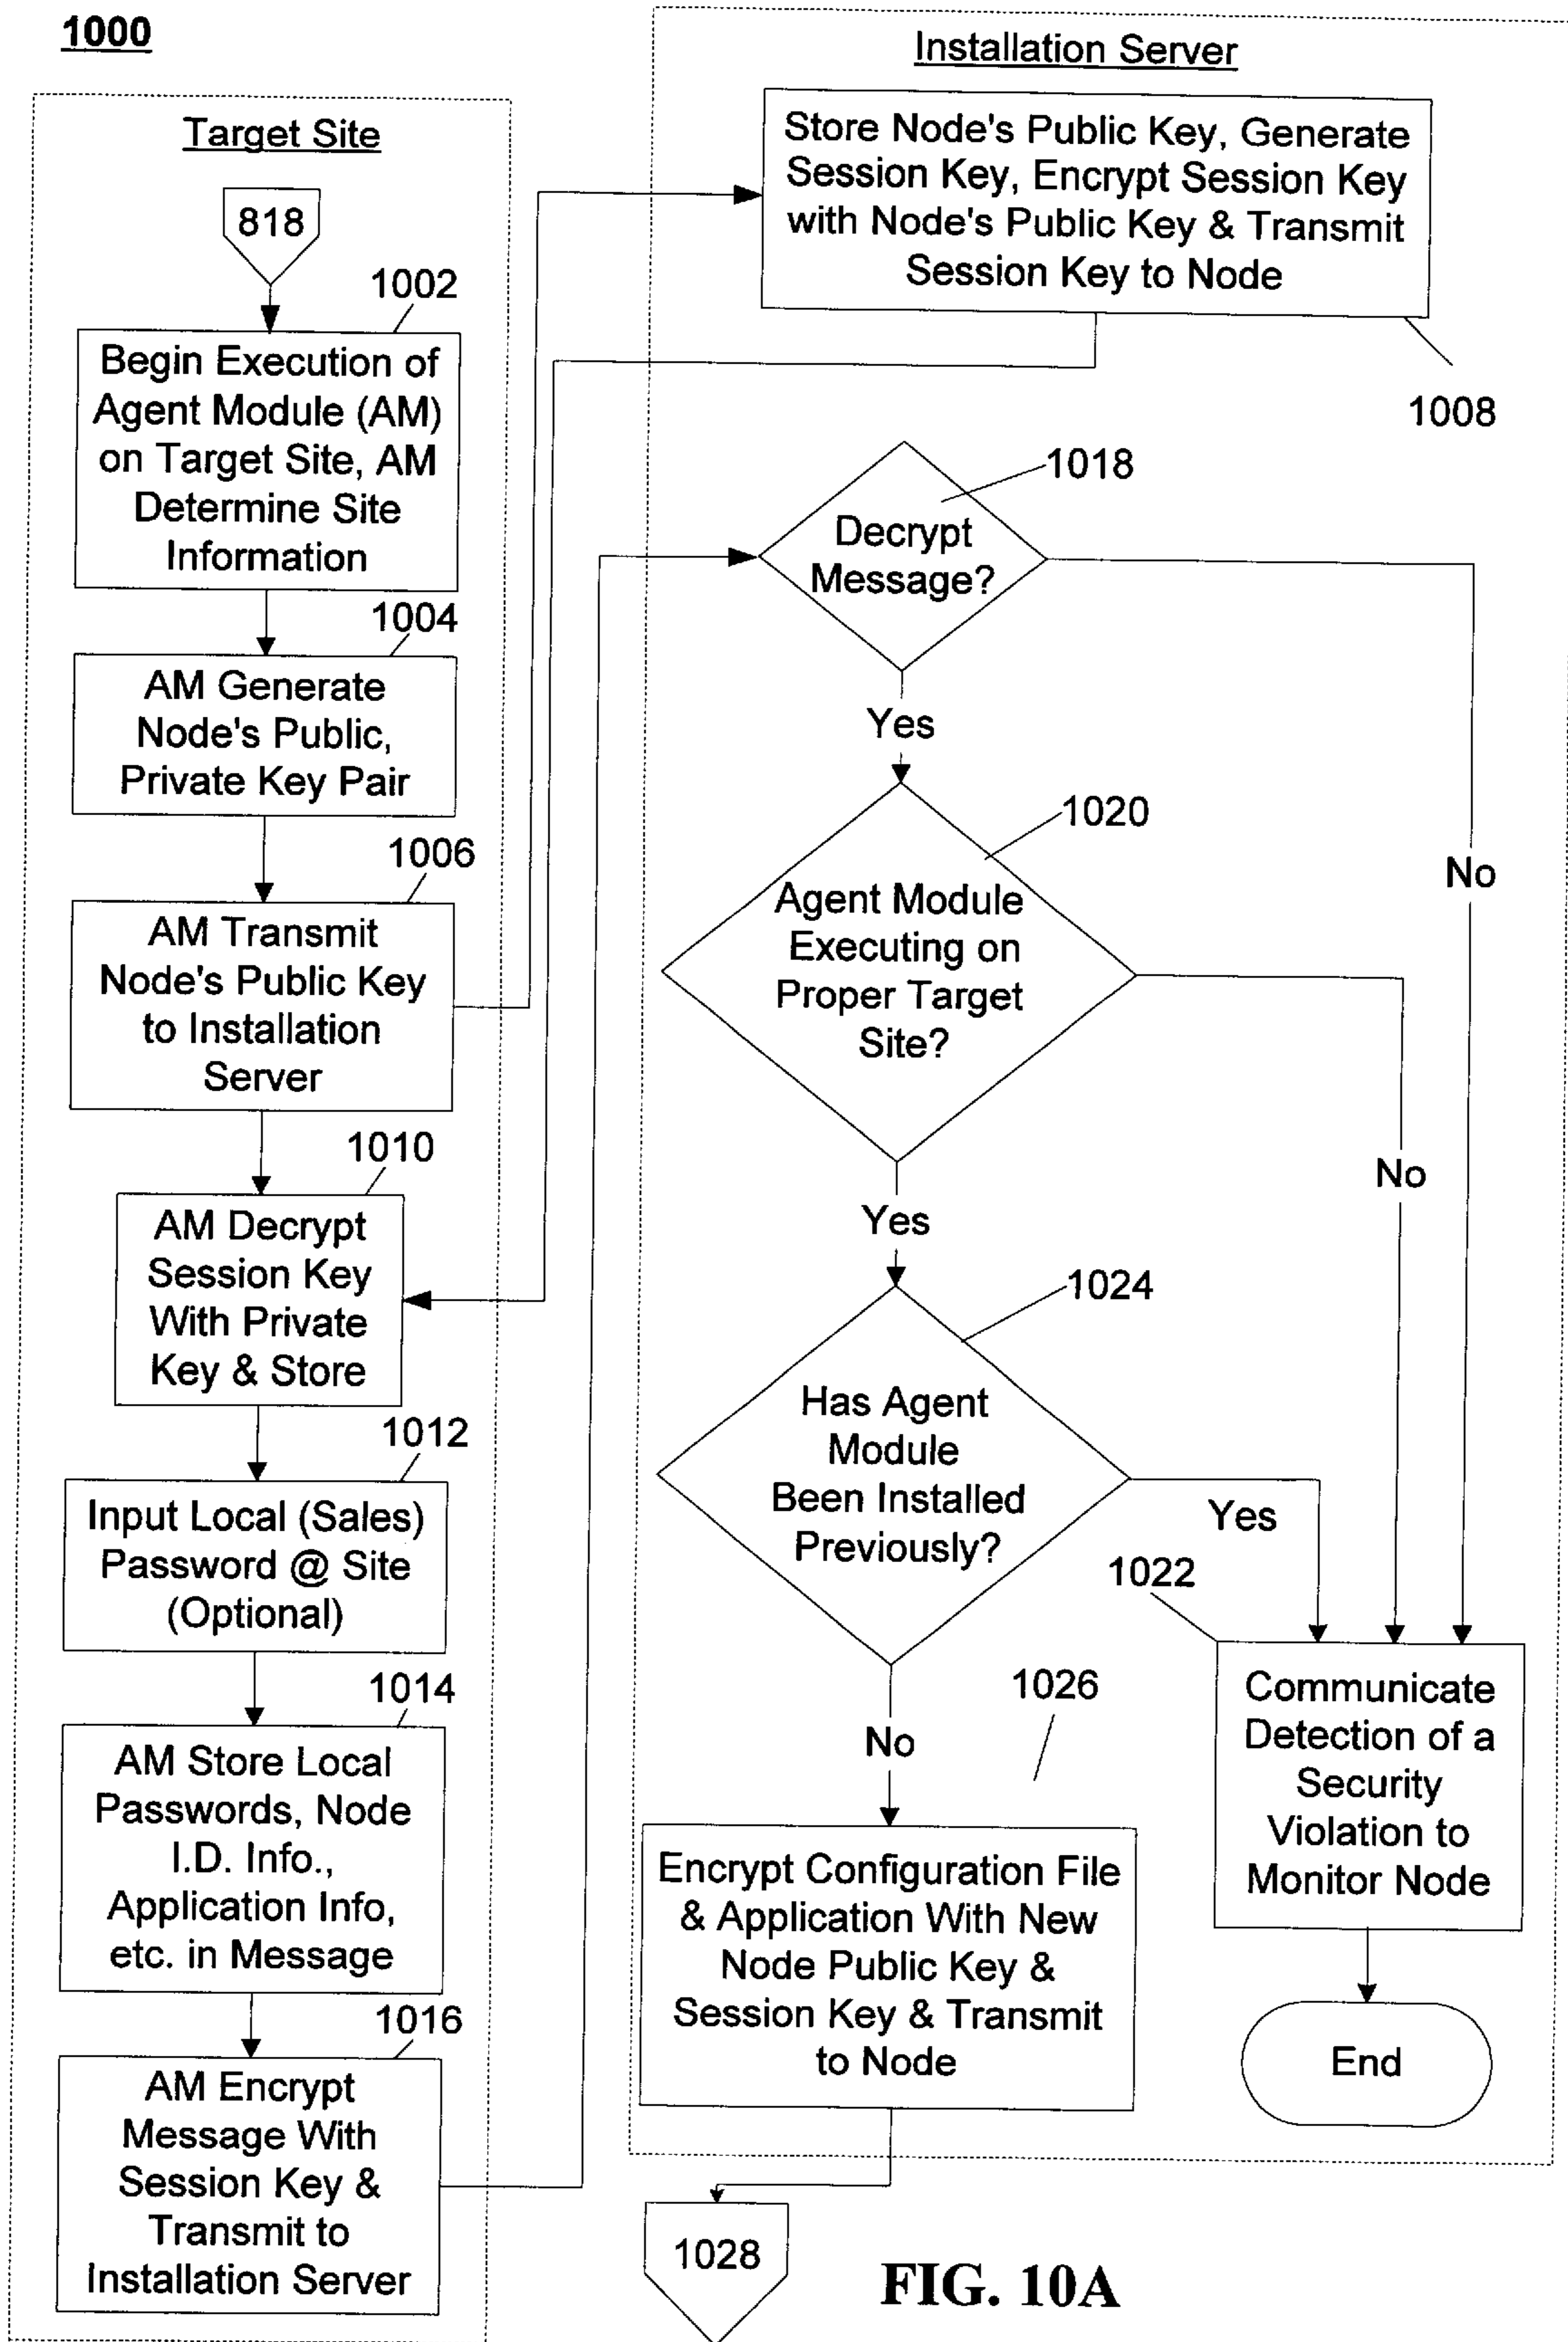 1000
Target Site
818
1002
Begin Execution of
Agent Module (AM)
on Target Site, AM
Determine Site
Information
1004
AM Generate
Node's Public,
Private Key Pair
1006
AM Transmit
Node's Public Key
to Installation
Server
1010
AM Decrypt
Session Key
With Private
Key & Store
1012
Input Local (Sales)
Password @ Site
(Optional)
1014
AM Store Local
Passwords, Node
I.D. Info.,
Application Info,
etc. in Message
1016
AM Encrypt
Message With
Session Key &
Transmit to
Installation Server
Installation Server
Store Node's Public Key, Generate
Session Key, Encrypt Session Key
with Node's Public Key & Transmit
Session Key to Node
1008
1018
Decrypt
Message?
Yes
No
1020
Agent Module
Executing on
Proper Target
Site?
No
Yes
1024
Has Agent
Module
Been Installed
Previously?
Yes
1022
No
1026
Communicate
Detection of a
Security
Violation to
Monitor Node
Encrypt Configuration File
& Application With New
Node Public Key &
Session Key & Transmit
to Node
End
1028
FIG. 10A